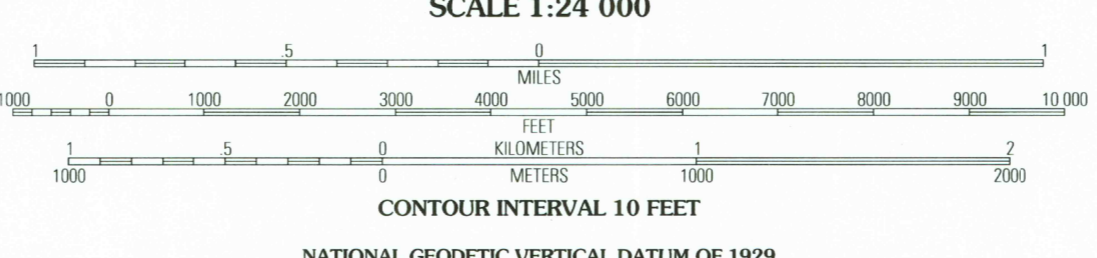 SCALE 1:24 000
1 .5 0 1
MILES
1000 0 1000 2000 3000 4000 5000 6000 7000 8000 9000 10 000
FEET
1 .5 0 KILOMETERS 1 2
1000 0 METERS 1000 2000
CONTOUR INTERVAL 10 FEET
NATIONAL GEODETIC VERTICAL DATUM OF 1929